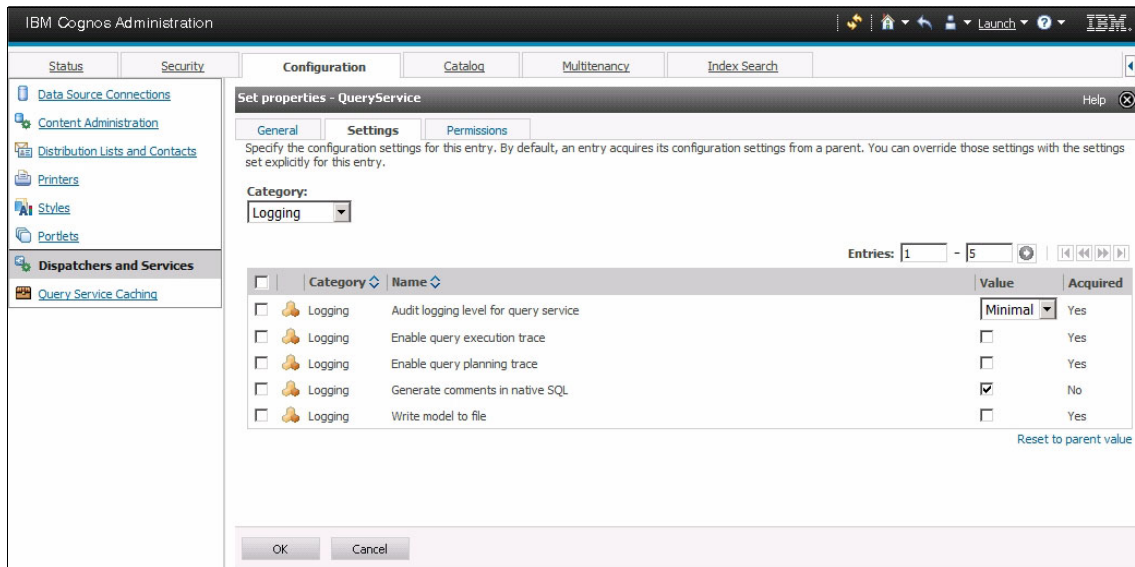 IBM Cognos Administration
Launch
IBM.
Status Security Configuration Catalog Multitenancy Index Search
Data Source Connections
Content Administration
Distribution Lists and Contacts
Printers
Styles
Portlets
Dispatchers and Services
Query Service Caching
Set properties - QueryService Help
General Settings Permissions
Specify the configuration settings for this entry. By default, an entry acquires its configuration settings from a parent. You can override those settings with the settings
set explicitly for this entry.
Category:
Logging
Entries: 1 - 5
Category Name Value Acquired
Logging Audit logging level for query service Minimal Yes
Logging Enable query execution trace Yes
Logging Enable query planning trace Yes
Logging Generate comments in native SQL No
Logging Write model to file Yes
Reset to parent value
OK Cancel